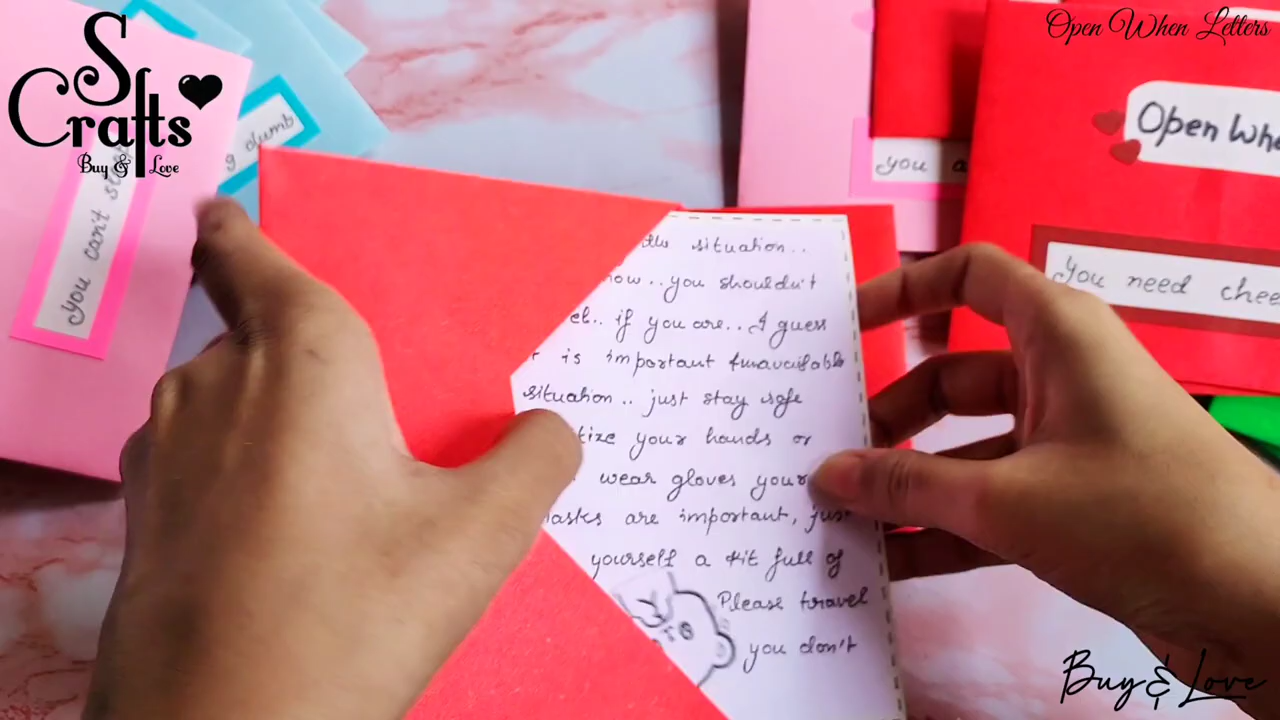 S
Crafts
Buy & Love
Open When Letters
you can't
g dumb
you a
Open Whe
You need chee
situation..
now.. you shouldn't
el.. if you are.. I guess
is important
situation.. just stay safe
tize your hands or
wear gloves your
masks are important, just
yourself a kit full of
Please travel
you don't
Buy & Love